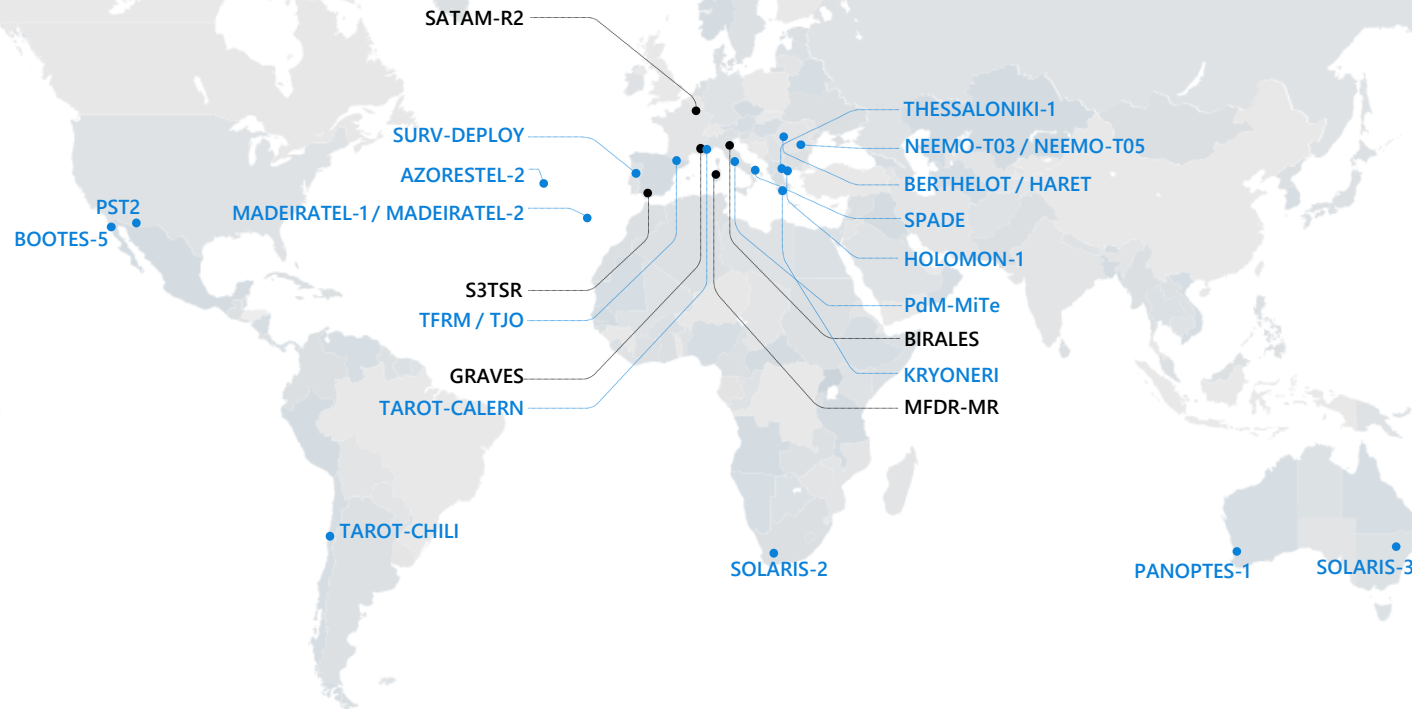 SATAM-R2
THESSALONIKI-1
SURV-DEPLOY
NEEMO-T03 / NEEMO-T05
AZORESTEL-2
BERTHELOT / HARET
PST2
MADEIRATEL-1 / MADEIRATEL-2
SPADE
BOOTES-5
HOLOMON-1
S3TSR
PdM-MiTe
TFRM / TJO
BIRALES
GRAVES
KRYONERI
TAROT-CALERN
MFDR-MR
TAROT-CHILI
SOLARIS-2
PANOPTES-1
SOLARIS-3